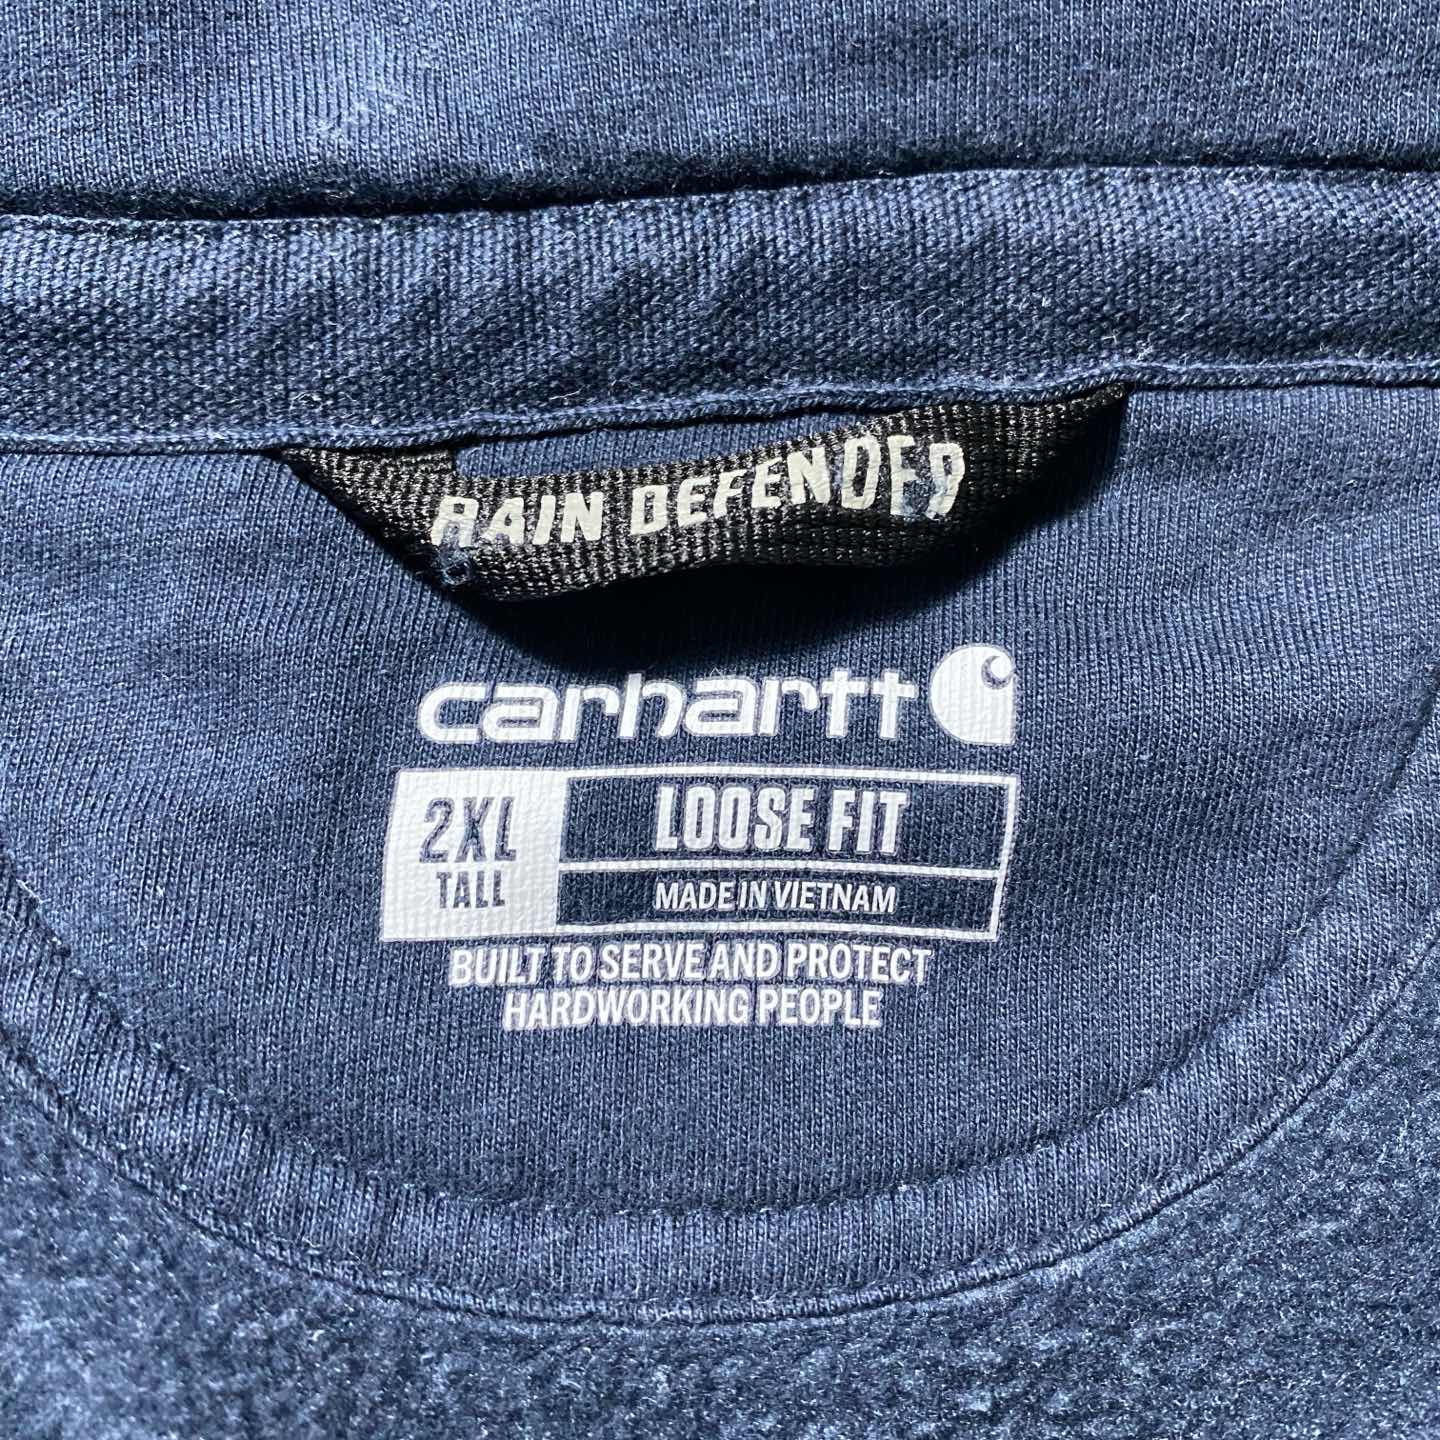 RAIN DEFENDER
carhartt
2XL
TALL
LOOSE FIT
MADE IN VIETNAM
BUILT TO SERVE AND PROTECT
HARDWORKING PEOPLE